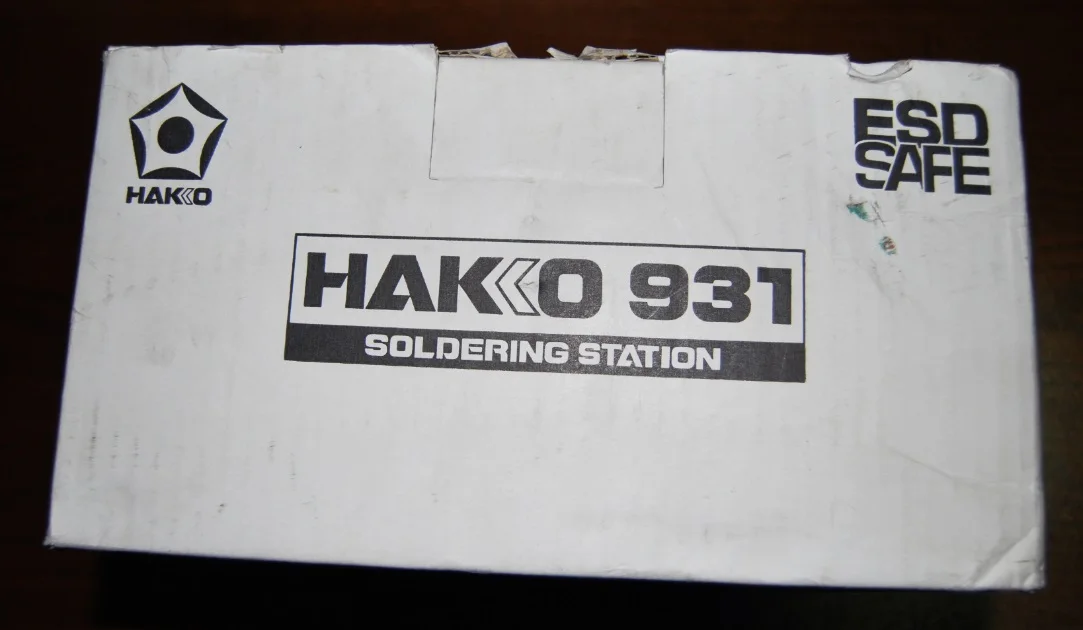 HAKKO
ESD
SAFE
HAKKO 931
SOLDERING STATION